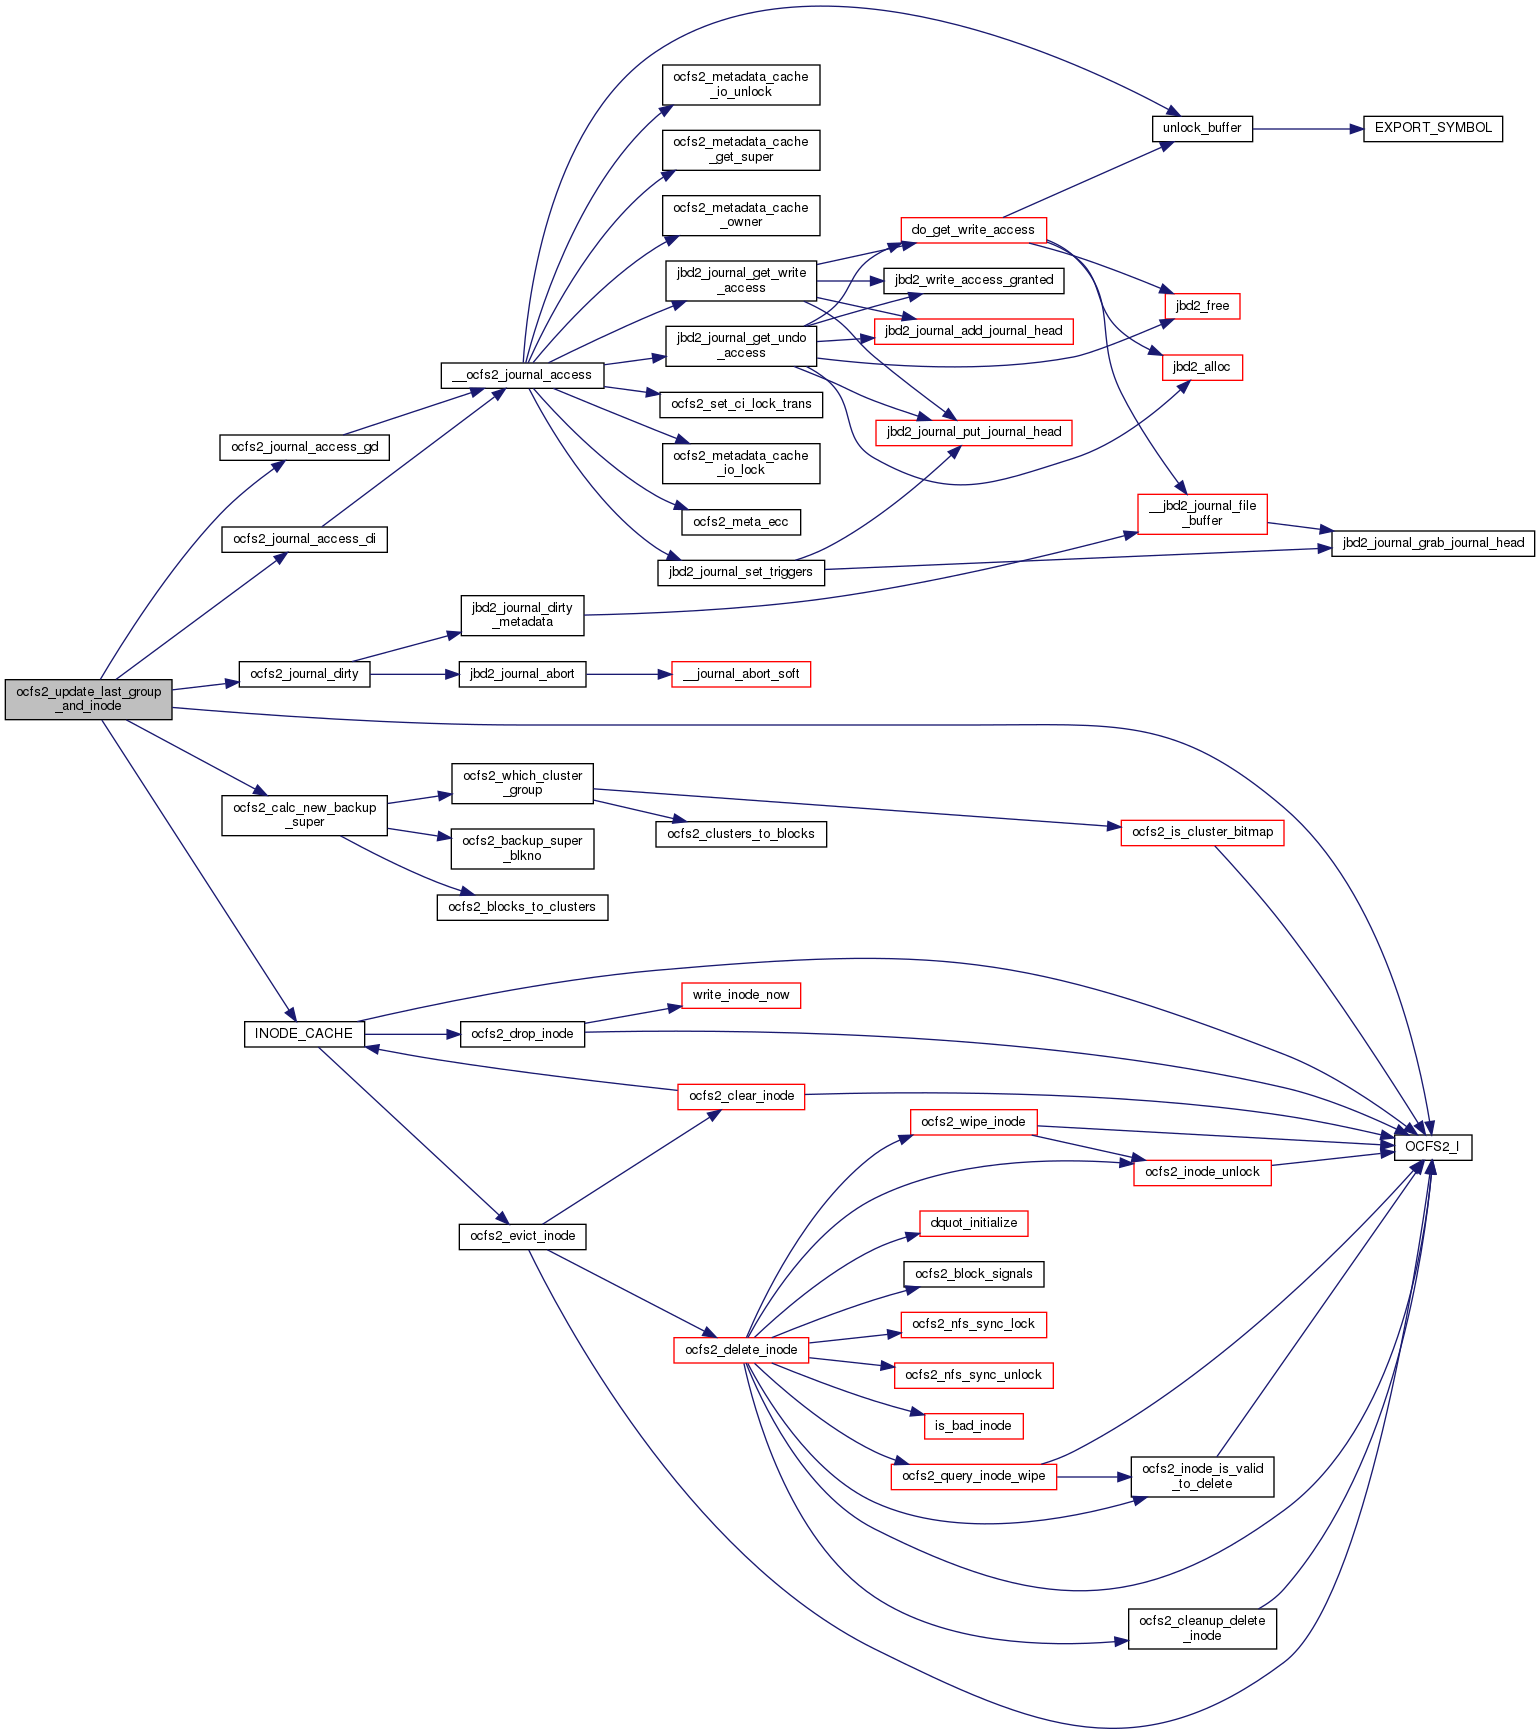 ocfs2_metadata_cache
_io_unlock
unlock_buffer
EXPORT_SYMBOL
ocfs2_metadata_cache
_get_super
ocfs2_metadata_cache
_owner
do_get_write_access
jbd2_journal_get_write
_access
jbd2_write_access_granted
jbd2_free
jbd2_journal_get_undo
_access
jbd2_journal_add_journal_head
jbd2_alloc
__ocfs2_journal_access
ocfs2_set_ci_lock_trans
jbd2_journal_put_journal_head
ocfs2_journal_access_gd
ocfs2_metadata_cache
_io_lock
ocfs2_meta_ecc
__jbd2_journal_file
_buffer
ocfs2_journal_access_di
jbd2_journal_grab_journal_head
jbd2_journal_set_triggers
jbd2_journal_dirty
_metadata
ocfs2_journal_dirty
jbd2_journal_abort
__journal_abort_soft
ocfs2_update_last_group
_and_inode
ocfs2_which_cluster
_group
ocfs2_calc_new_backup
_super
ocfs2_clusters_to_blocks
ocfs2_is_cluster_bitmap
ocfs2_backup_super
_blkno
ocfs2_blocks_to_clusters
write_inode_now
INODE_CACHE
ocfs2_drop_inode
ocfs2_clear_inode
ocfs2_wipe_inode
OCFS2_I
ocfs2_inode_unlock
dquot_initialize
ocfs2_evict_inode
ocfs2_block_signals
ocfs2_nfs_sync_lock
ocfs2_delete_inode
ocfs2_nfs_sync_unlock
is_bad_inode
ocfs2_query_inode_wipe
ocfs2_inode_is_valid
_to_delete
ocfs2_cleanup_delete
_inode